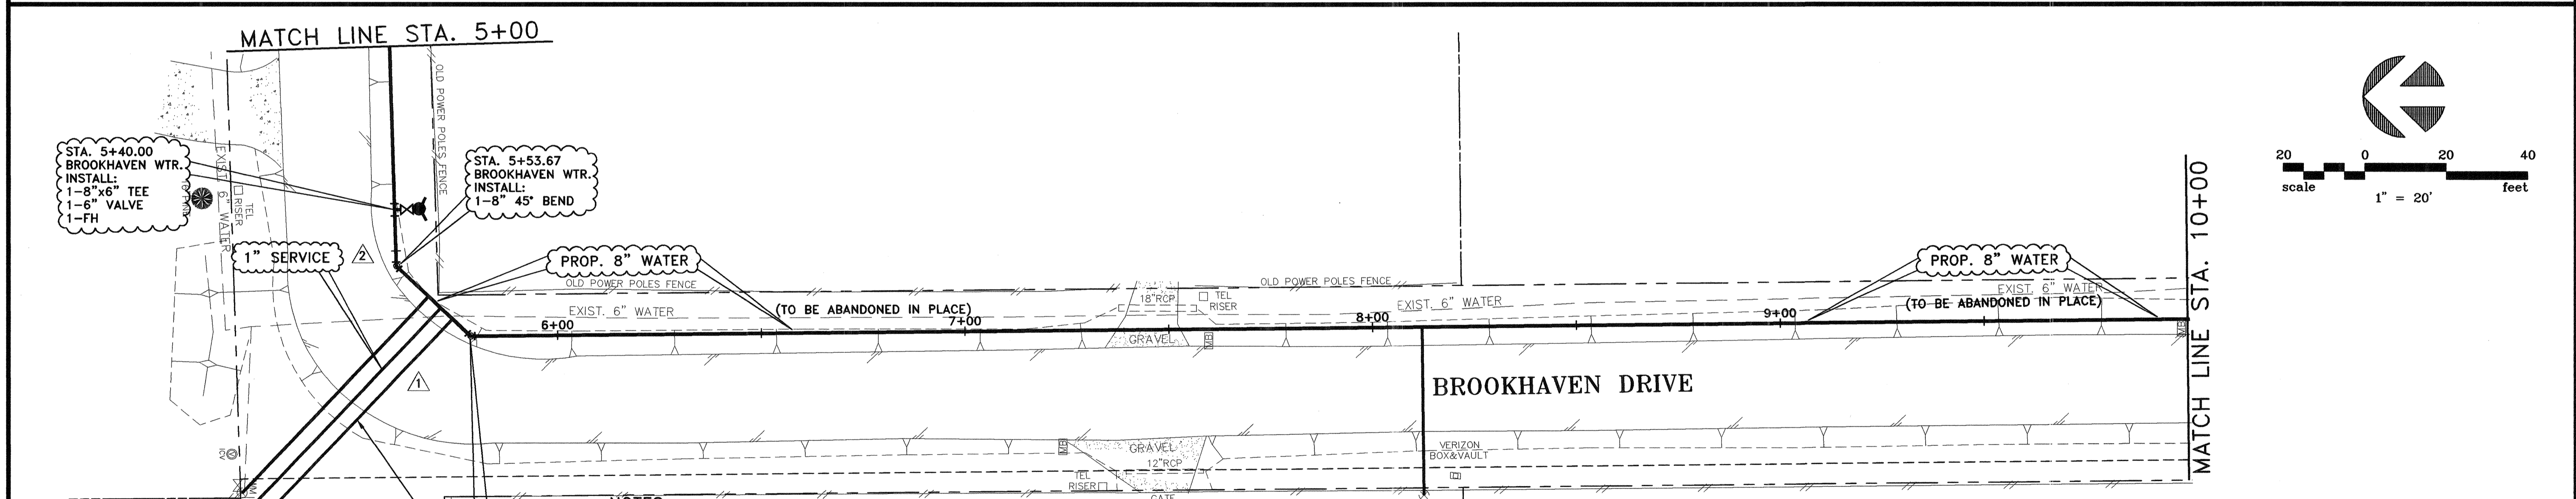 MATCH LINE STA. 5+00
OLD POWER POLES FENCE
STA. 5+40.00
BROOKHAVEN WTR.
INSTALL:
1-8"x6" TEE
1-6" VALVE
1-FH
EXIST. 6" WATER
TEL
RISER
STA. 5+53.67
BROOKHAVEN WTR.
INSTALL:
1-8" 45° BEND
1" SERVICE
2
PROP. 8" WATER
OLD POWER POLES FENCE
EXIST. 6" WATER
(TO BE ABANDONED IN PLACE)
6+00
7+00
18"RCP
TEL
RISER
GRAVEL
OLD POWER POLES FENCE
EXIST. 6" WATER
8+00
PROP. 8" WATER
EXIST. 6" WATER
(TO BE ABANDONED IN PLACE)
9+00
MATCH LINE STA. 10+00
20 0 20 40
scale feet
1" = 20'
1
BROOKHAVEN DRIVE
ICV
GRAVEL
12"RCP
TEL
RISER
VERIZON
BOX&VAULT